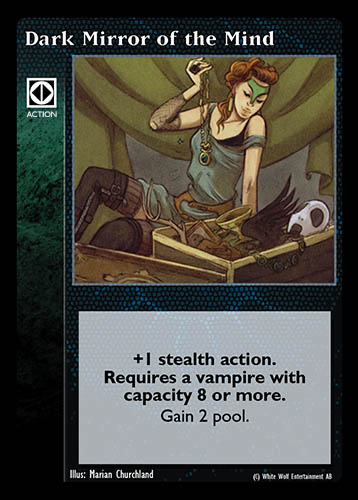 Dark Mirror of the Mind
ACTION
+1 stealth action.
Requires a vampire with
capacity 8 or more.
Gain 2 pool.
Illus: Marian Churchland
(C) White Wolf Entertainment AB